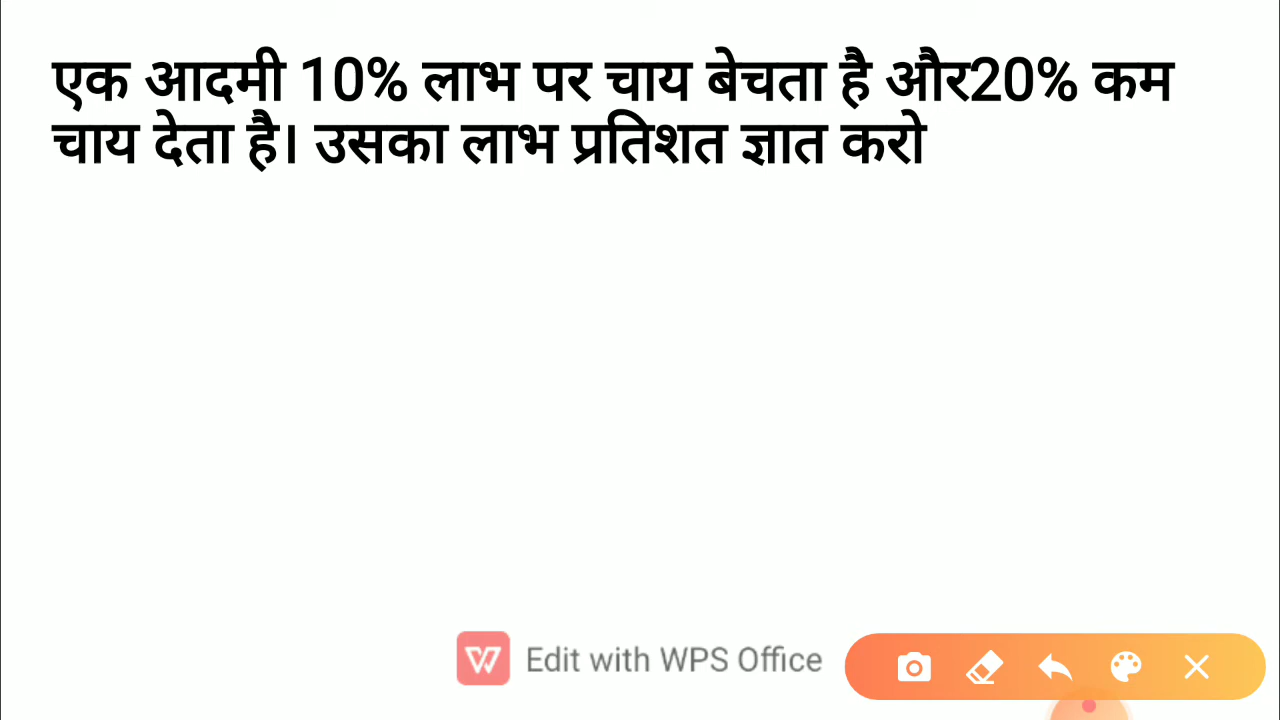 एक आदमी 10% लाभ पर चाय बेचता है और20% कम
चाय देता है। उसका लाभ प्रतिशत ज्ञात करो
Edit with WPS Office